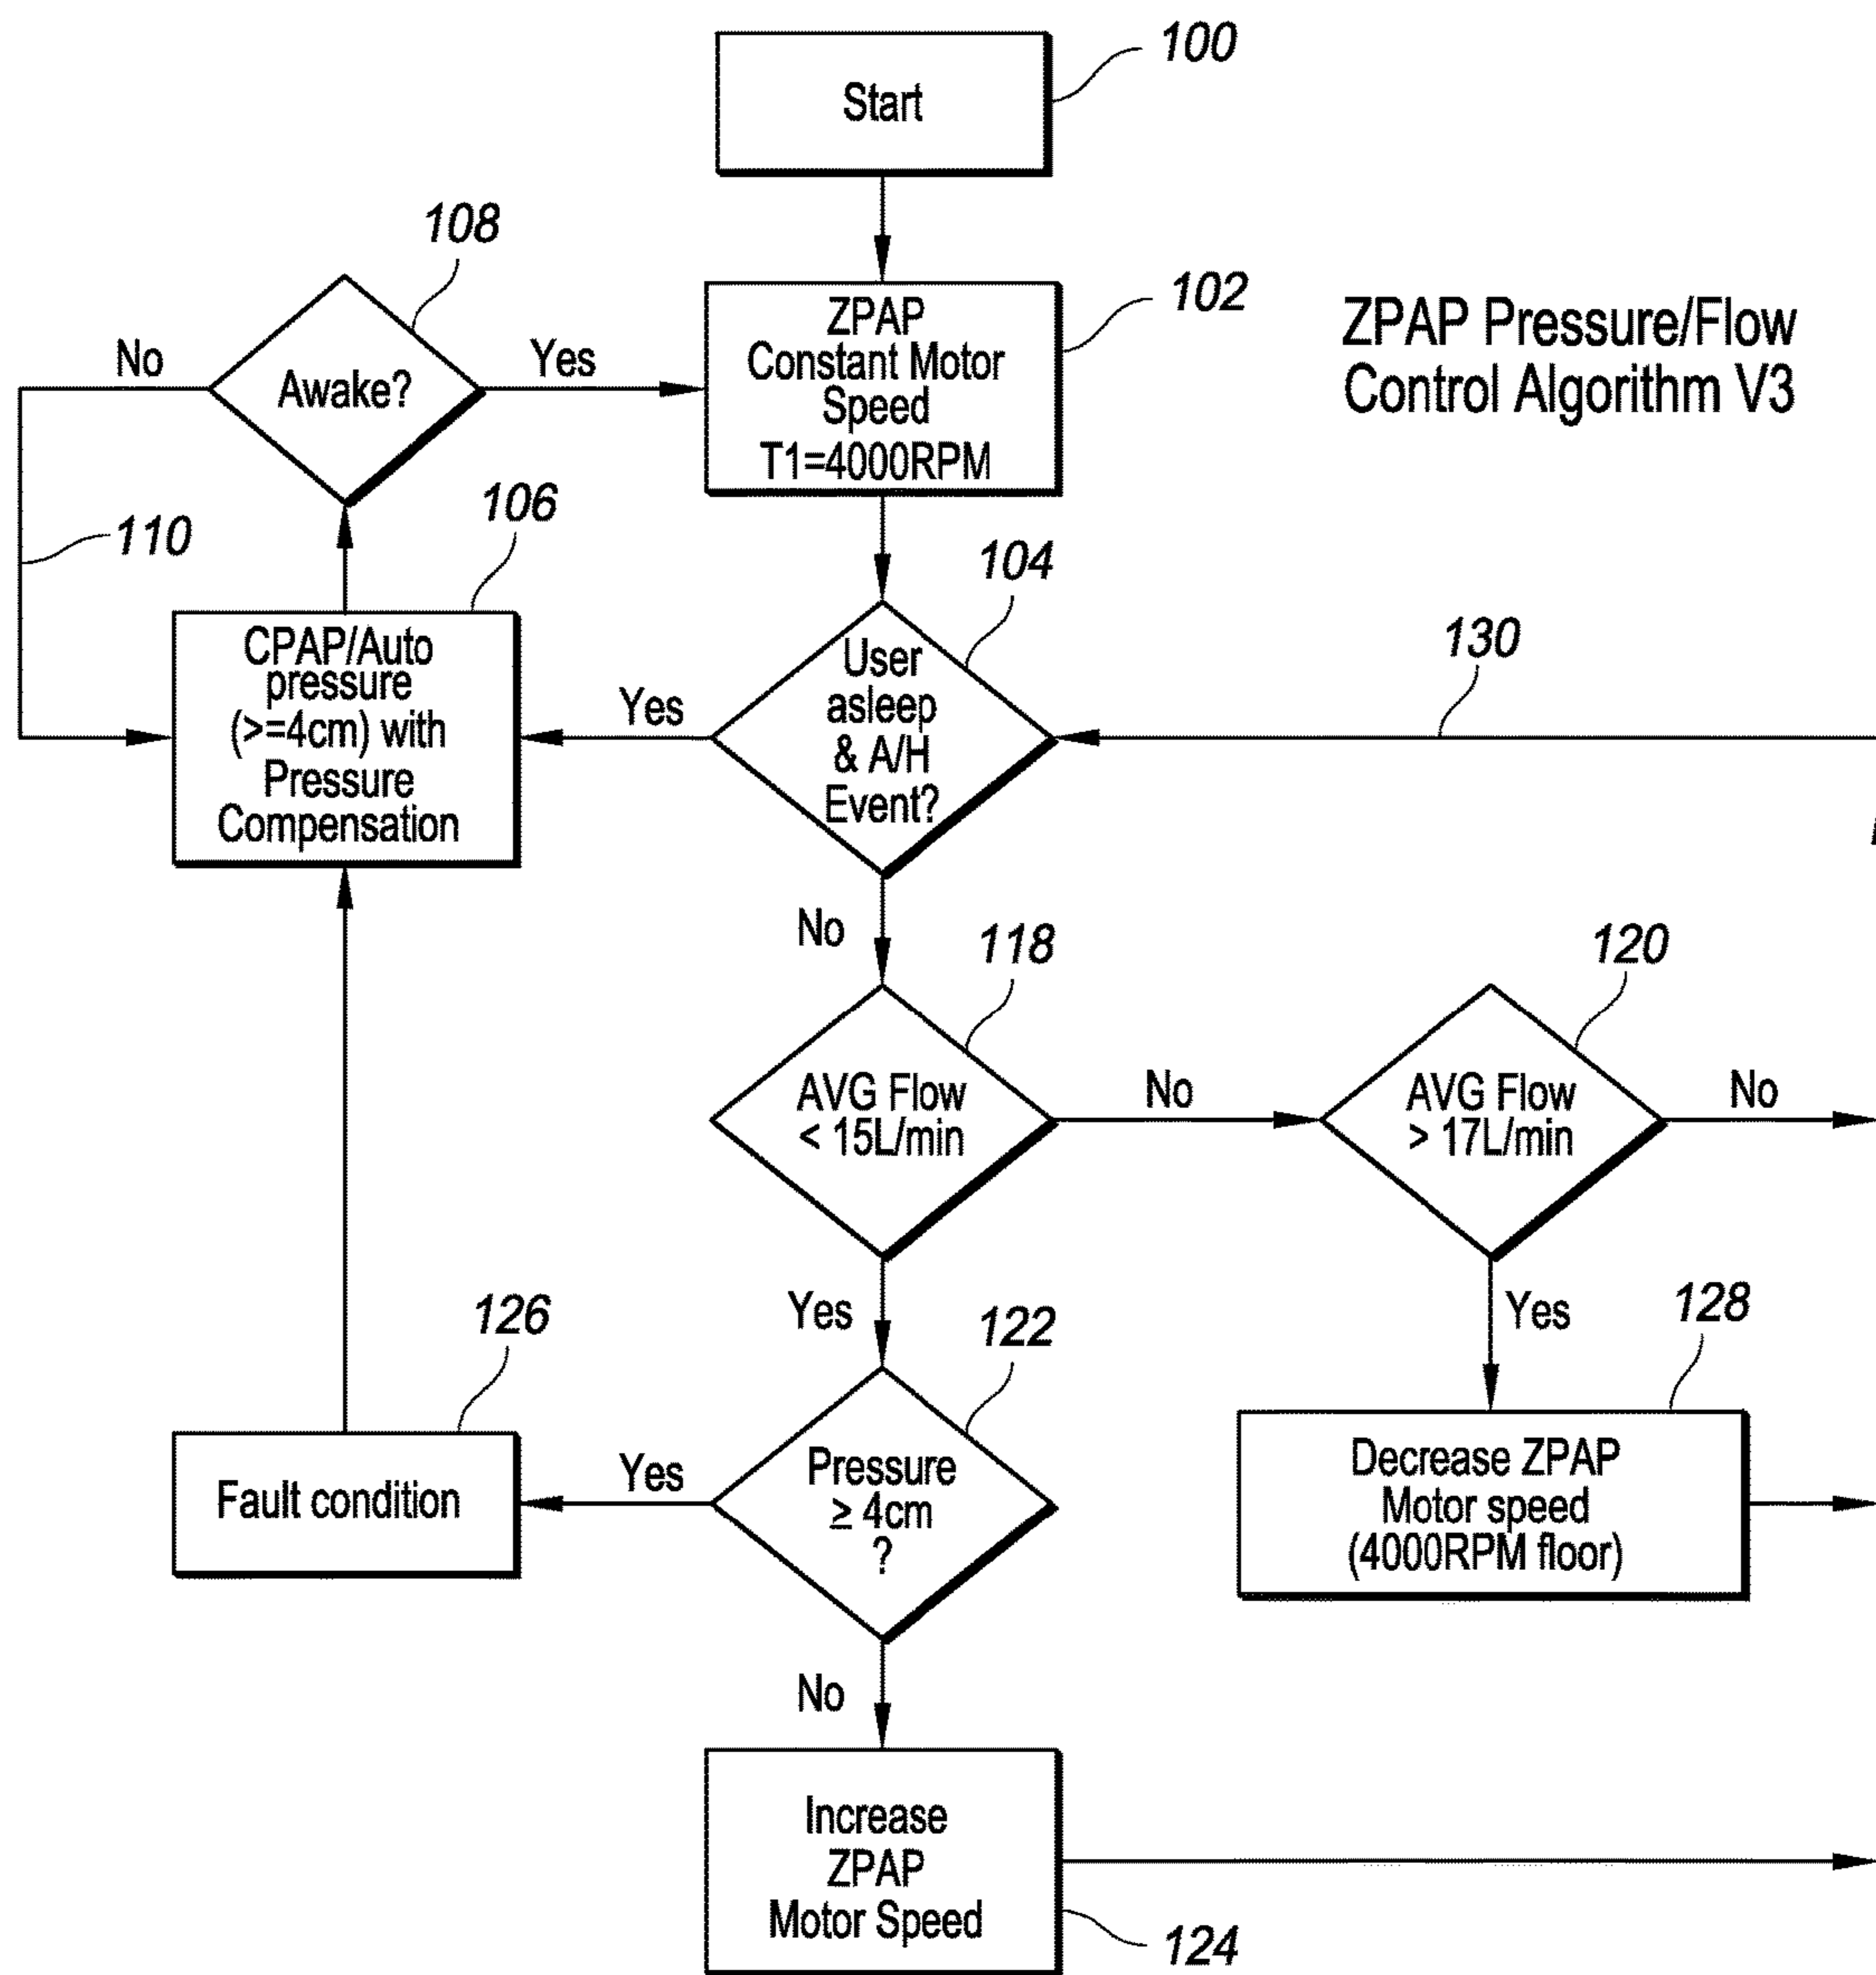 Start
100
108
No
Awake?
Yes
ZPAP
Constant Motor
Speed
T1=4000RPM
102
ZPAP Pressure/Flow
Control Algorithm V3
110
106
CPAP/Auto
pressure
(>=4cm) with
Pressure
Compensation
Yes
104
User
asleep
& A/H
Event?
130
No
118
AVG Flow
< 15L/min
No
120
AVG Flow
> 17L/min
No
Yes
Yes
126
Fault condition
Yes
122
Pressure
≥ 4cm
?
128
Decrease ZPAP
Motor speed
(4000RPM floor)
No
Increase
ZPAP
Motor Speed
124